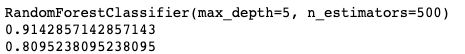 RandomForestClassifier(max_depth=5, n_estimators=500)
0.9142857142857143
0.8095238095238095